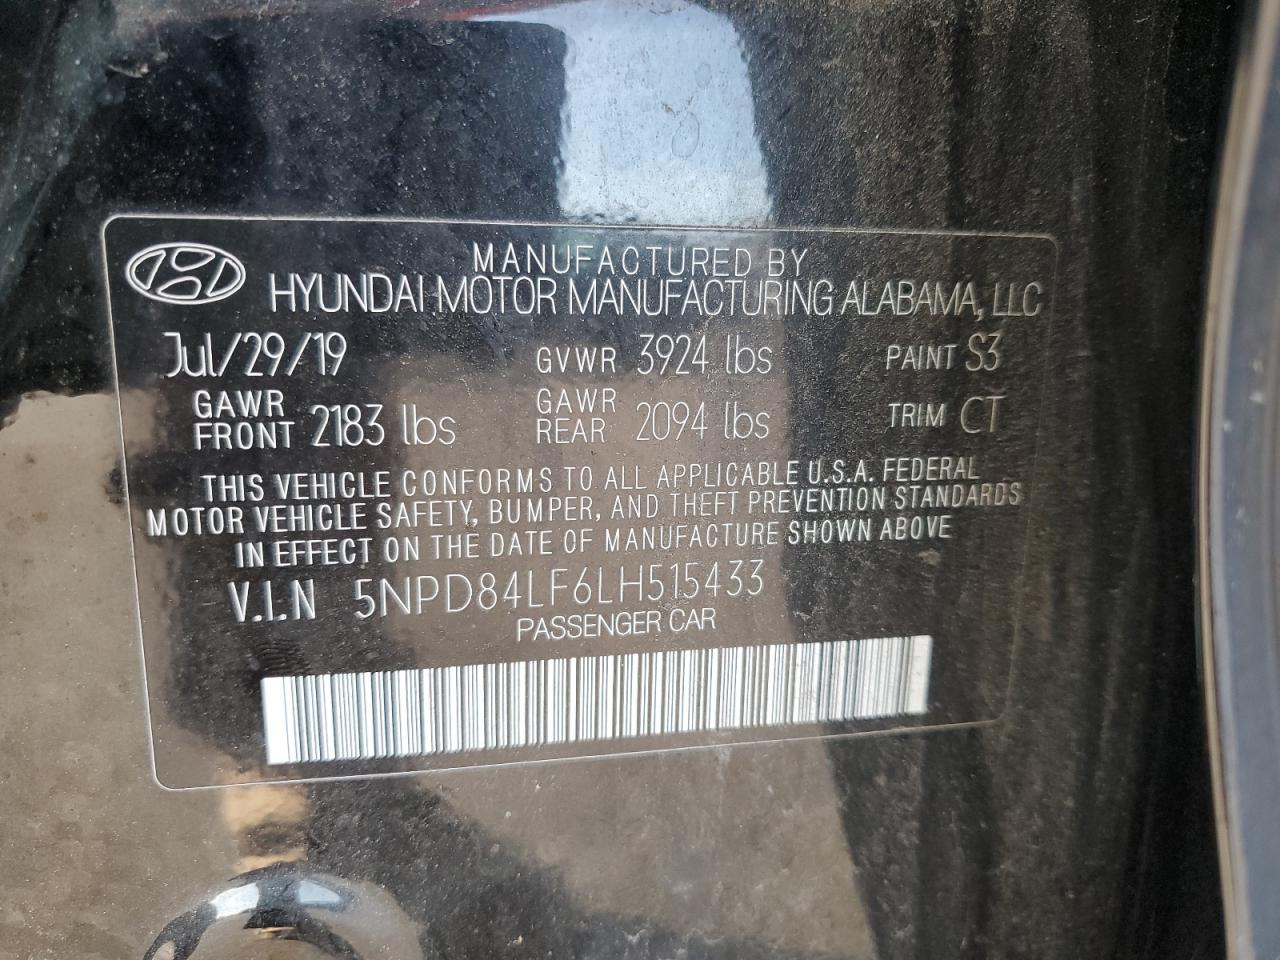 MANUFACTURED BY
HYUNDAI MOTOR MANUFACTURING ALABAMA, LLC
Jul/29/19 GVWR 3924 lbs PAINT S3
GAWR FRONT 2183 lbs GAWR REAR 2094 lbs TRIM CT
THIS VEHICLE CONFORMS TO ALL APPLICABLE U.S.A. FEDERAL
MOTOR VEHICLE SAFETY, BUMPER, AND THEFT PREVENTION STANDARDS
IN EFFECT ON THE DATE OF MANUFACTURE SHOWN ABOVE
V.I.N 5NPD84LF6LH515433
PASSENGER CAR